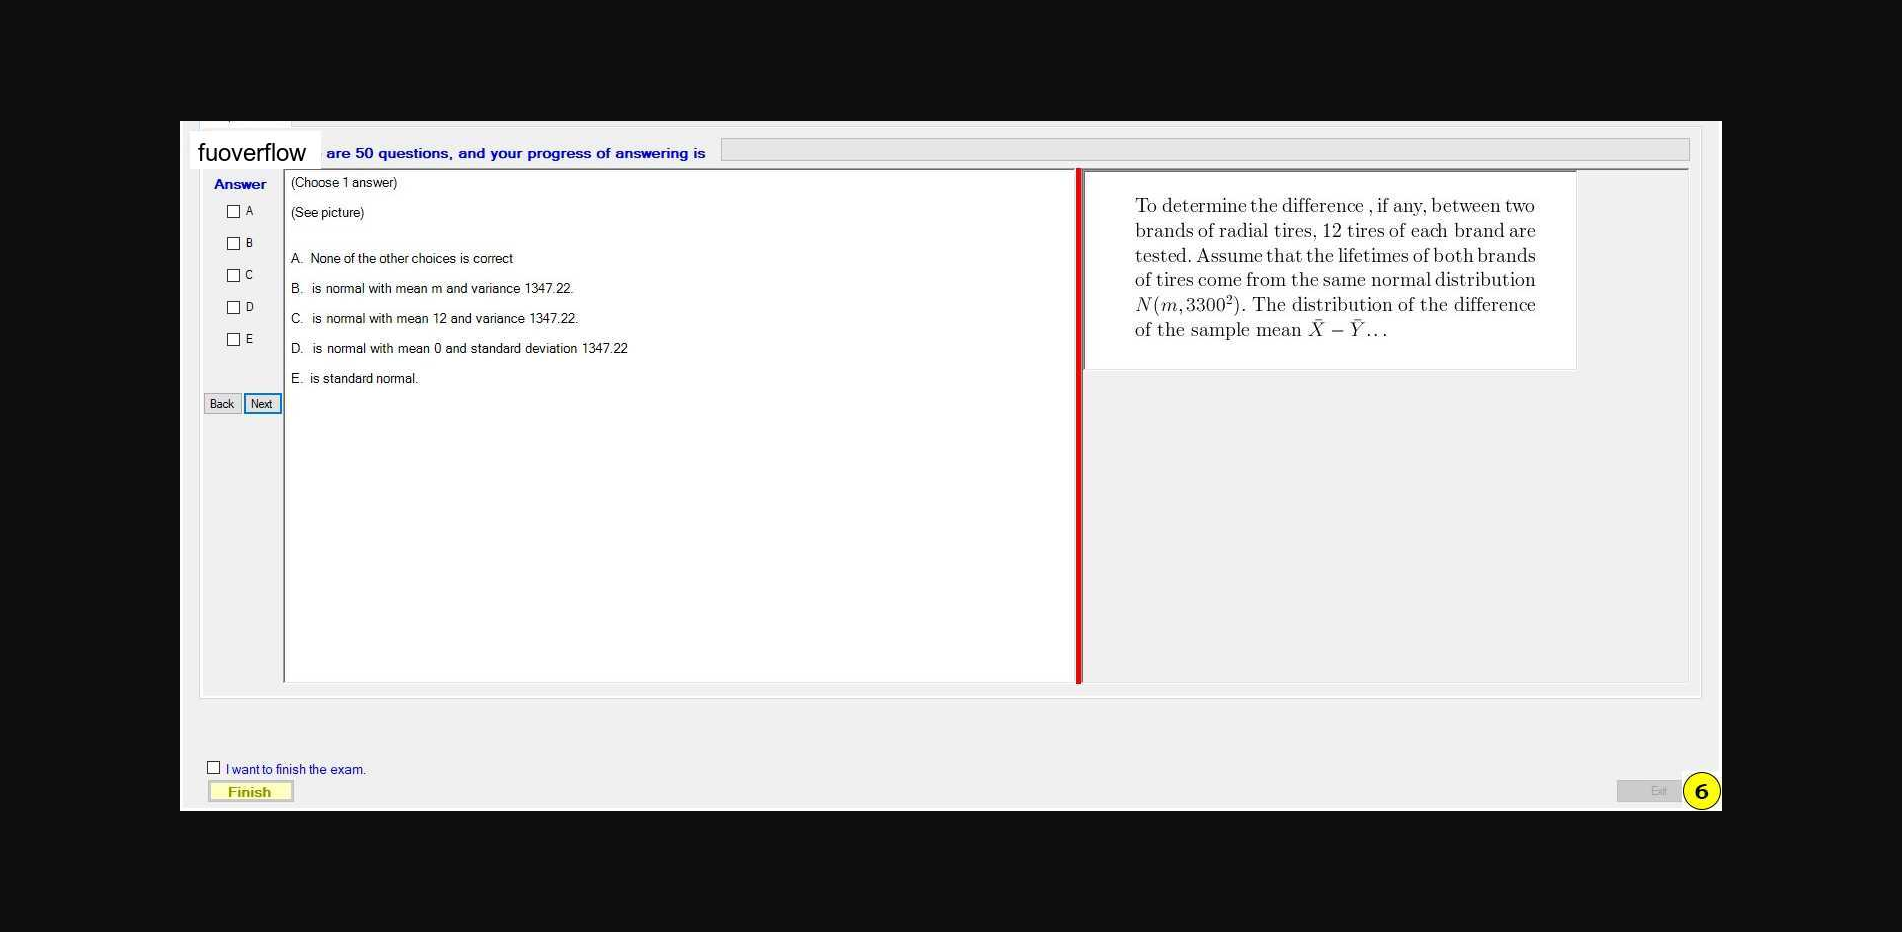 fuoverflow are 50 questions, and your progress of answering is
Answer
A
B
C
D
E
Back Next
(Choose 1 answer)
(See picture)
A. None of the other choices is correct
B. is normal with mean m and variance 1347.22.
C. is normal with mean 12 and variance 1347.22.
D. is normal with mean 0 and standard deviation 1347.22
E. is standard normal.
To determine the difference , if any, between two
brands of radial tires, 12 tires of each brand are
tested. Assume that the lifetimes of both brands
of tires come from the same normal distribution
N(m, 3300²). The distribution of the difference
of the sample mean X̄ − Ȳ...
I want to finish the exam.
Finish
Exit
6